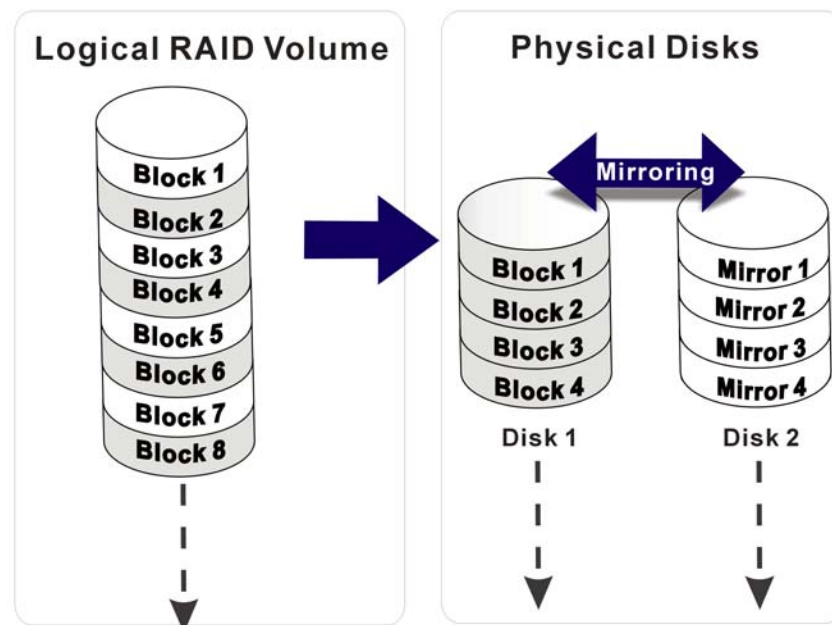 Logical RAID Volume
Block 1
Block 2
Block 3
Block 4
Block 5
Block 6
Block 7
Block 8
Physical Disks
Mirroring
Block 1
Block 2
Block 3
Block 4
Disk 1
Mirror 1
Mirror 2
Mirror 3
Mirror 4
Disk 2